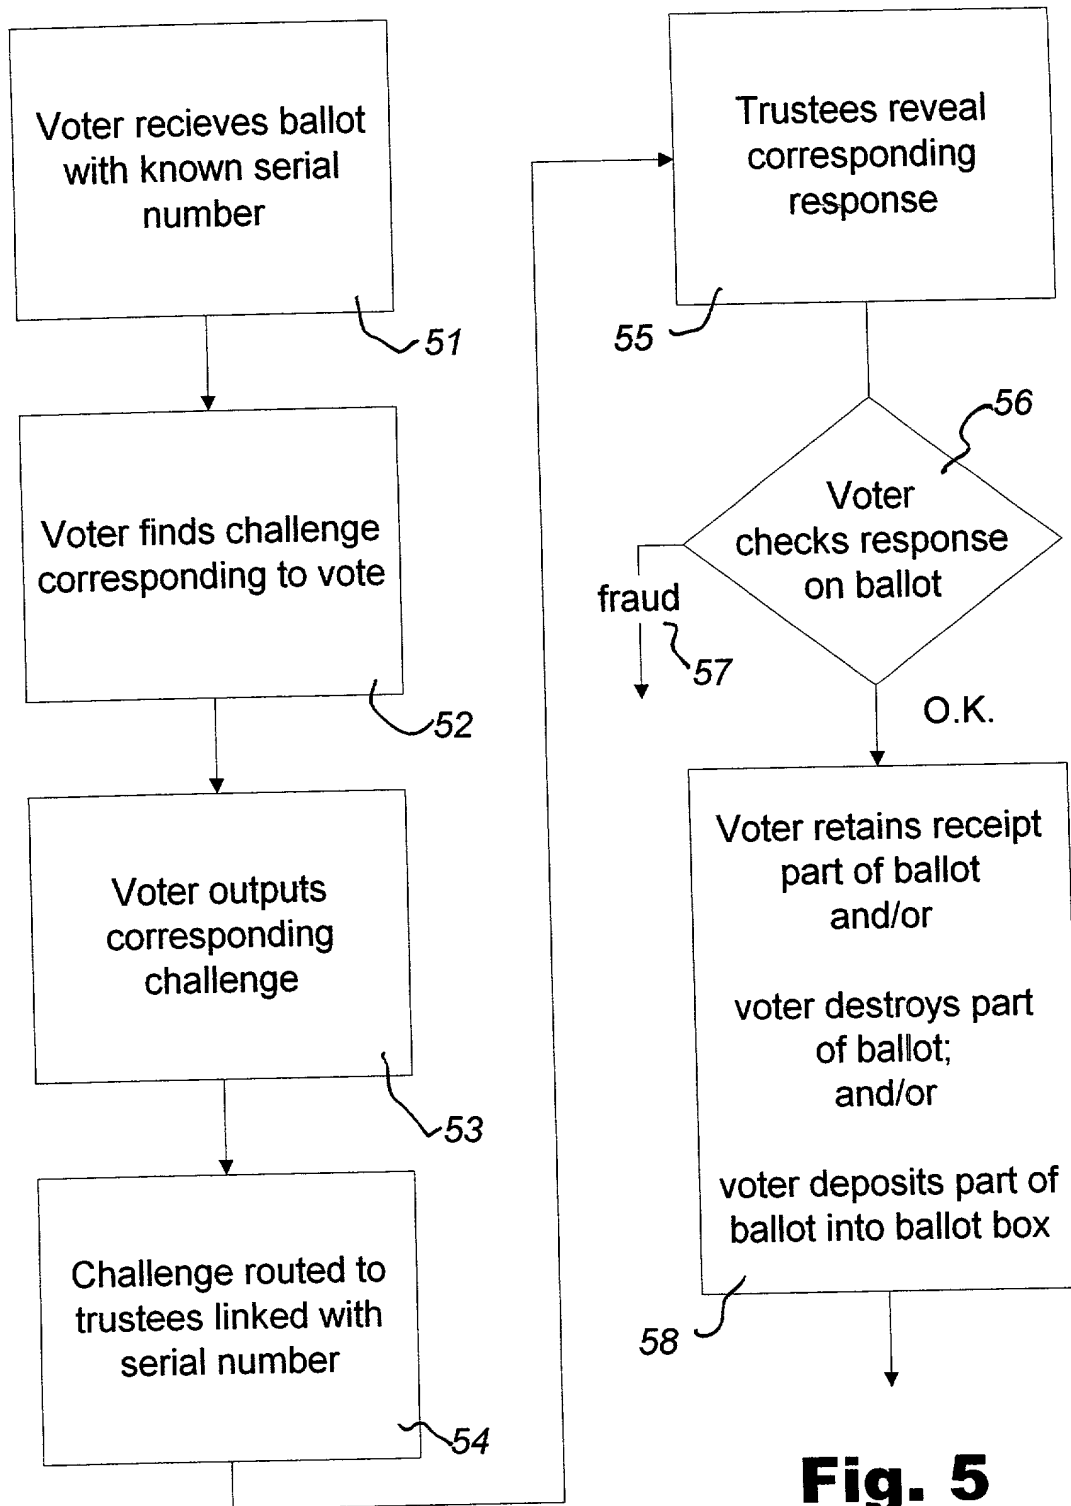 Voter recieves ballot
with known serial
number
51
Voter finds challenge
corresponding to vote
52
Voter outputs
corresponding
challenge
53
Challenge routed to
trustees linked with
serial number
54
Trustees reveal
corresponding
response
55
56
Voter
checks response
on ballot
fraud
57
O.K.
Voter retains receipt
part of ballot
and/or
voter destroys part
of ballot;
and/or
voter deposits part of
ballot into ballot box
58
Fig. 5